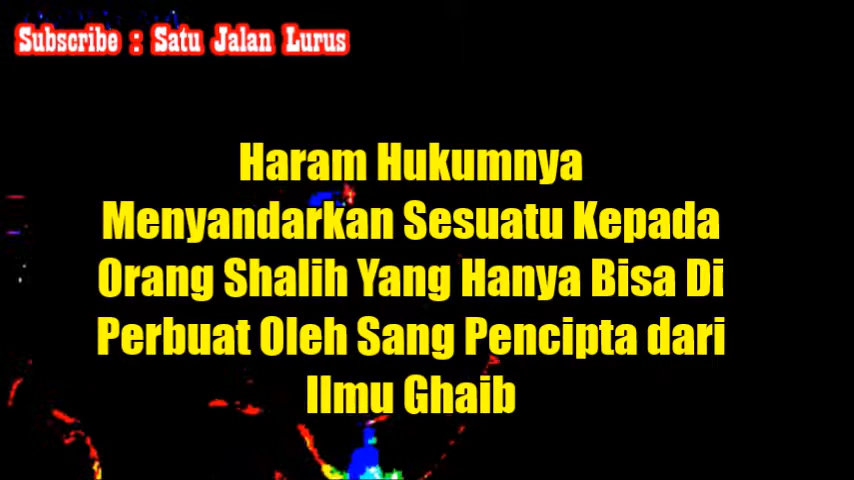 Subscribe : Satu Jalan Lurus
Haram Hukumnya
Menyandarkan Sesuatu Kepada
Orang Shalih Yang Hanya Bisa Di
Perbuat Oleh Sang Pencipta dari
Ilmu Ghaib